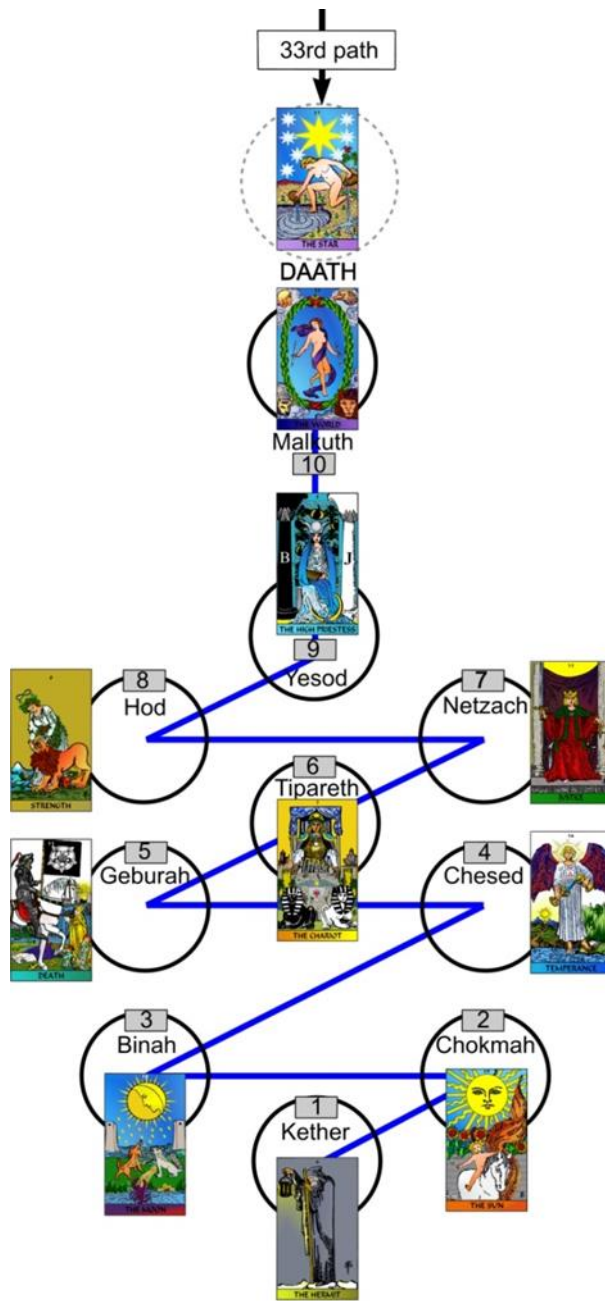 33rd path
THE STAR
DAATH
THE WORLD
Malkuth
10
B J
THE HIGH PRIESTESS
9
Yesod
8
Hod
7
Netzach
STRENGTH
6
Tipareth
JUSTICE
5
Geburah
4
Chesed
THE CHARIOT
DEATH
TEMPERANCE
3
Binah
2
Chokmah
1
Kether
THE MOON
THE SUN
THE HERMIT